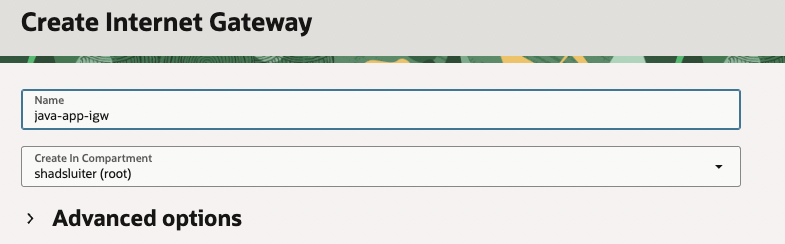 Create Internet Gateway
Name
java-app-igw
Create In Compartment
shadsluiter (root)
Advanced options